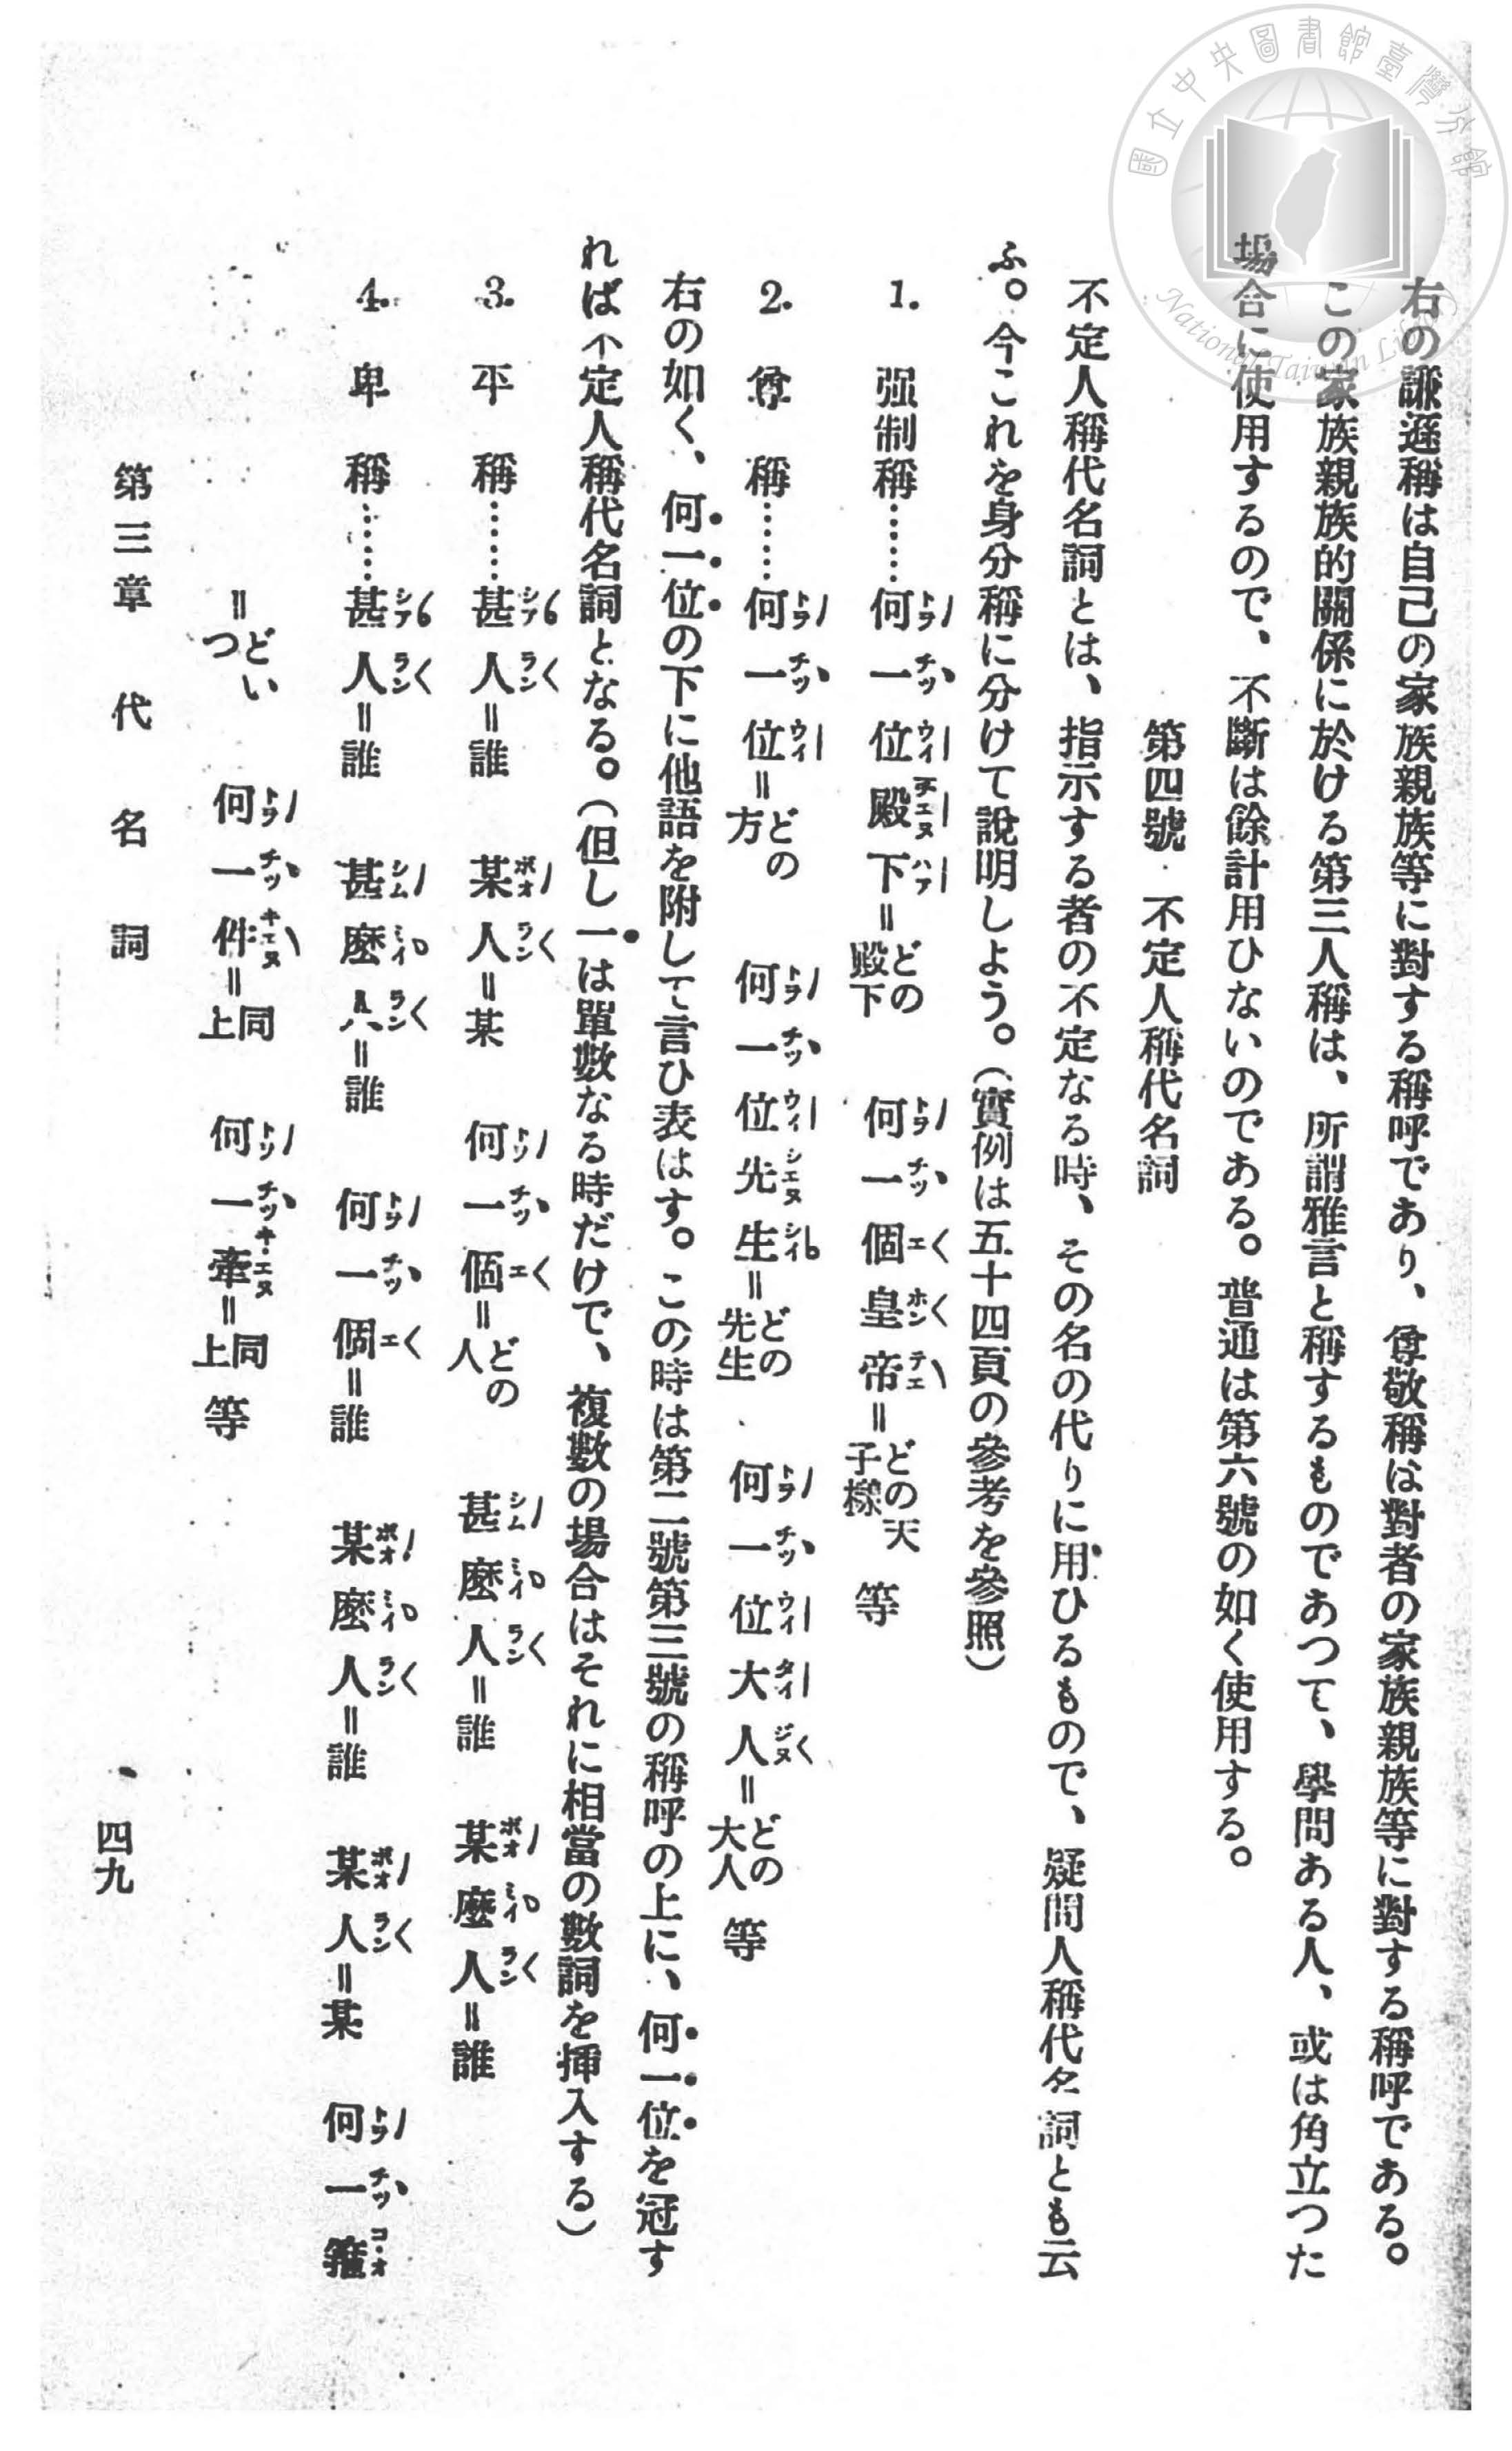 國立中央圖書館臺灣分館
National Taiwan Library
右の謙遜稱は自己の家族親族等に對する稱呼であり、尊敬稱は對者の家族親族等に對する稱呼である。
この家族親族的關係に於ける第三人稱は、所謂雅言と稱するものであつて、學問ある人、或は角立つた
場合に使用するので、不斷は餘計用ひないのである。普通は第六號の如く使用する。
第四號 不定人稱代名詞
不定人稱代名詞とは、指示する者の不定なる時、その名の代りに用ひるもので、疑問人稱代名詞とも云
ふ。今これを身分稱に分けて說明しよう。(實例は五十四頁の參考を參照)
1. 强制稱……何一位殿下=どの殿下 何一個皇帝=どの天子樣 等
2. 尊稱……何一位=どの方 何一位先生=どの先生、何一位大人=どの大人 等
右の如く、何一位の下に他語を附して言ひ表はす。この時は第二號第三號の稱呼の上に、何一位を冠す
れば不定人稱代名詞となる。(但し一は單數なる時だけで、複數の場合はそれに相當の數詞を揷入する)
3. 平稱……甚人=誰 某人=某 何一個=どの人 甚麽人=誰 某麽人=誰
4. 卑稱……甚人=誰 甚麽人=誰 何一個=誰 某麽人=誰 某人=某 何一箍
=どいつ 何一件=同上 何一牽=同上 等
第三章 代名詞
四九